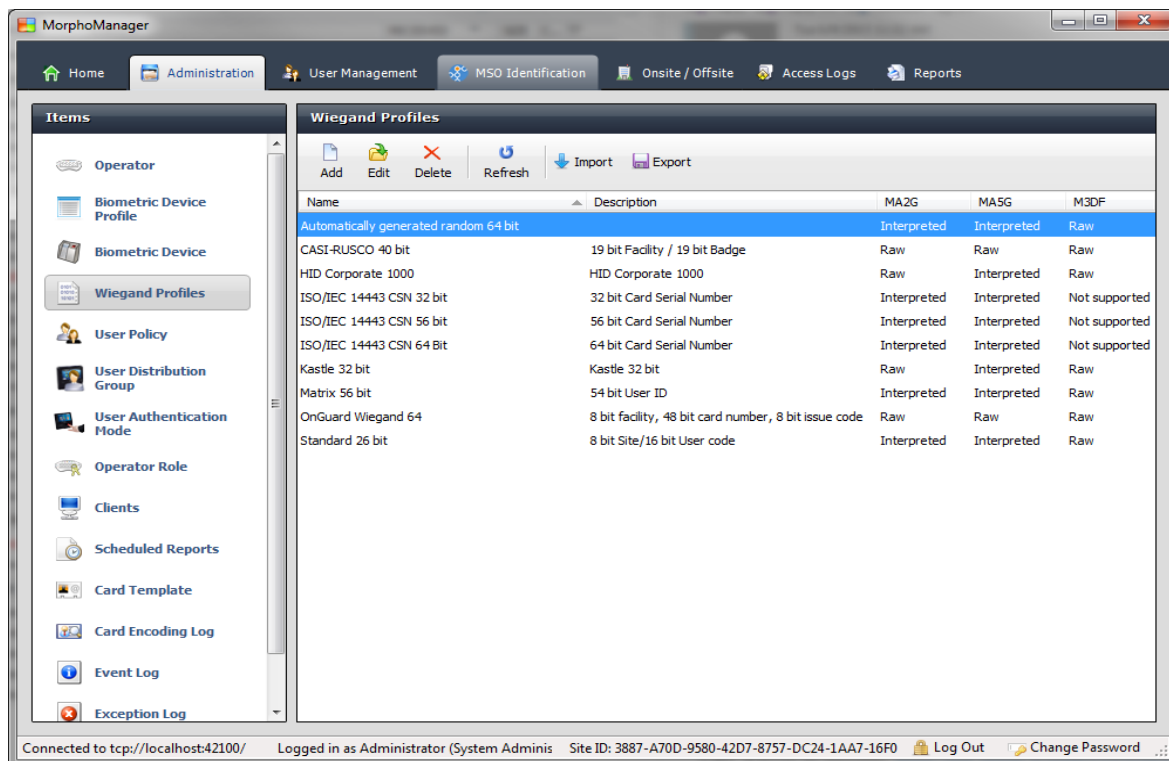 MorphoManager
Home Administration User Management MSO Identification Onsite / Offsite Access Logs Reports
Items
Operator
Biometric Device
Profile
Biometric Device
Wiegand Profiles
User Policy
User Distribution
Group
User Authentication
Mode
Operator Role
Clients
Scheduled Reports
Card Template
Card Encoding Log
Event Log
Exception Log
Wiegand Profiles
Add Edit Delete Refresh Import Export
Name Description MA2G MA5G M3DF
Automatically generated random 64 bit Interpreted Interpreted Raw
CASI-RUSCO 40 bit 19 bit Facility / 19 bit Badge Raw Raw Raw
HID Corporate 1000 HID Corporate 1000 Raw Interpreted Raw
ISO/IEC 14443 CSN 32 bit 32 bit Card Serial Number Interpreted Interpreted Not supported
ISO/IEC 14443 CSN 56 bit 56 bit Card Serial Number Interpreted Interpreted Not supported
ISO/IEC 14443 CSN 64 Bit 64 bit Card Serial Number Interpreted Interpreted Not supported
Kastle 32 bit Kastle 32 bit Raw Interpreted Raw
Matrix 56 bit 54 bit User ID Interpreted Interpreted Raw
OnGuard Wiegand 64 8 bit facility, 48 bit card number, 8 bit issue code Raw Raw Raw
Standard 26 bit 8 bit Site/16 bit User code Interpreted Interpreted Raw
Connected to tcp://localhost:42100/ Logged in as Administrator (System Adminis Site ID: 3887-A70D-9580-42D7-8757-DC24-1AA7-16F0 Log Out Change Password